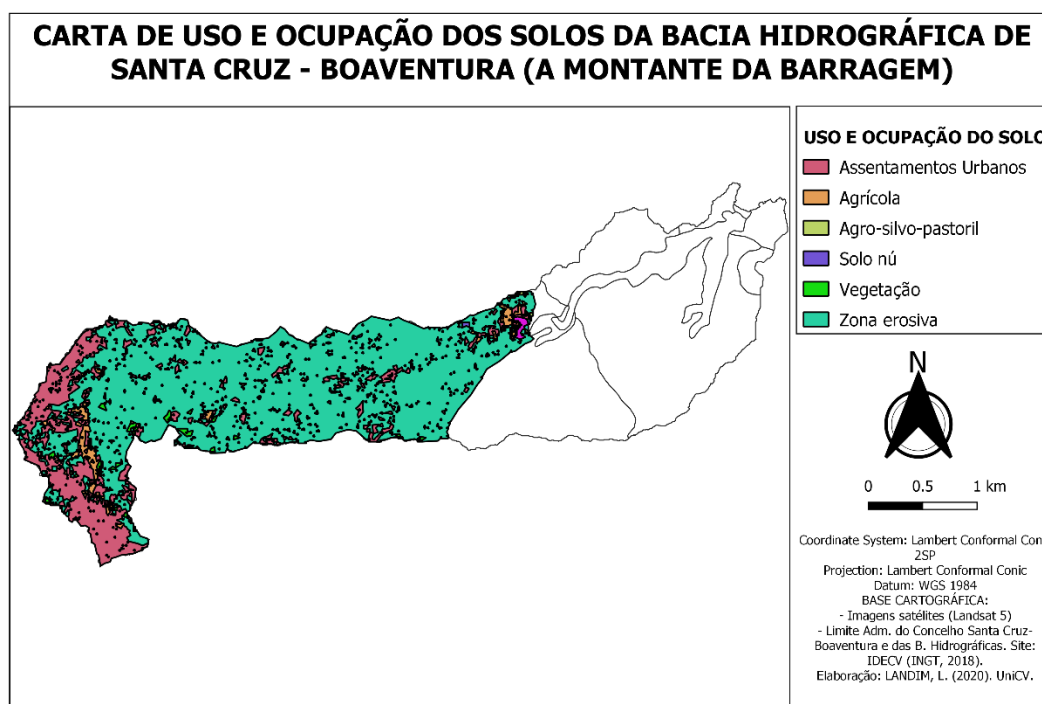 CARTA DE USO E OCUPAÇÃO DOS SOLOS DA BACIA HIDROGRÁFICA DE
SANTA CRUZ - BOAVENTURA (A MONTANTE DA BARRAGEM)
USO E OCUPAÇÃO DO SOLO
Assentamentos Urbanos
Agrícola
Agro-silvo-pastoril
Solo nú
Vegetação
Zona erosiva
N
0 0.5 1 km
Coordinate System: Lambert Conformal Con
2SP
Projection: Lambert Conformal Conic
Datum: WGS 1984
BASE CARTOGRÁFICA:
- Imagens satélites (Landsat 5)
- Limite Adm. do Concelho Santa Cruz-
Boaventura e das B. Hidrográficas. Site:
IDECV (INGT, 2018).
Elaboração: LANDIM, L. (2020). UniCV.